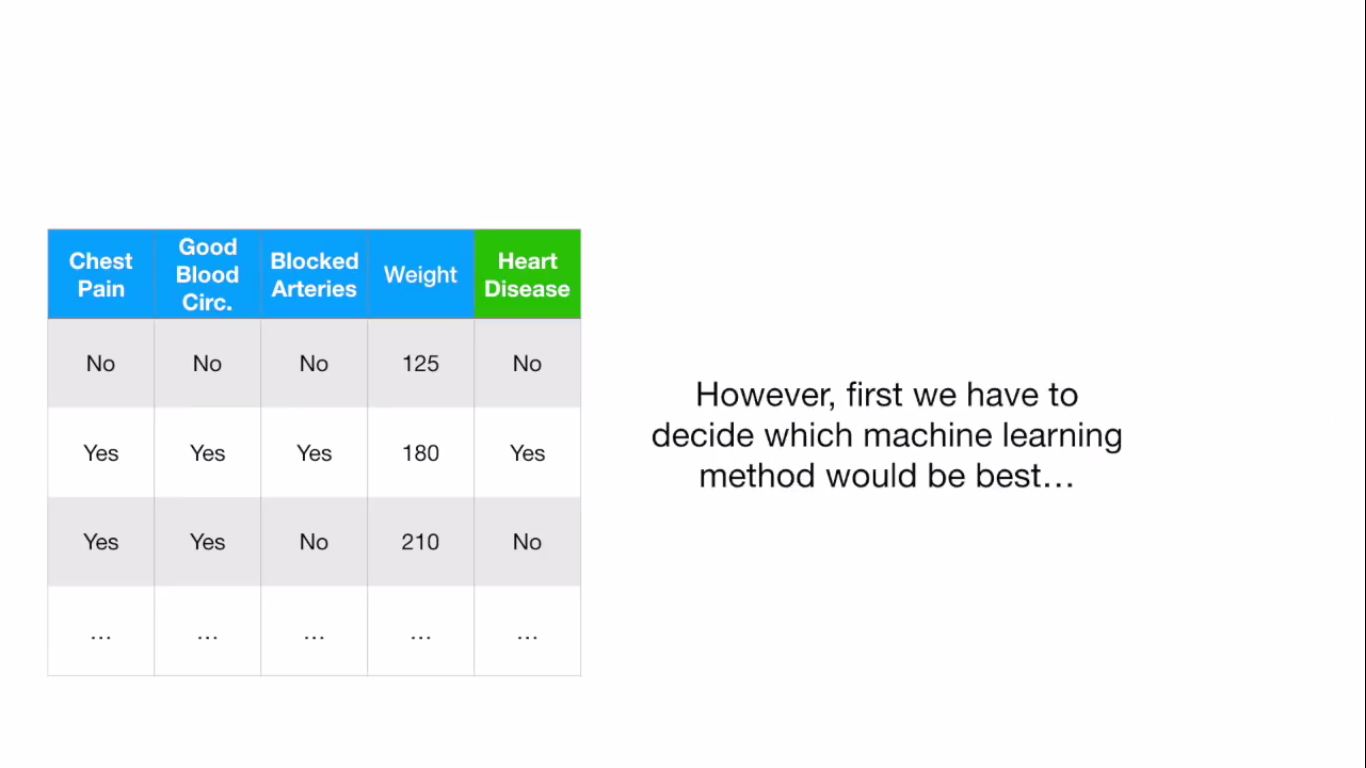 Chest Pain | Good Blood Circ. | Blocked Arteries | Weight | Heart Disease
No | No | No | 125 | No
Yes | Yes | Yes | 180 | Yes
Yes | Yes | No | 210 | No
… | … | … | … | …
However, first we have to
decide which machine learning
method would be best…